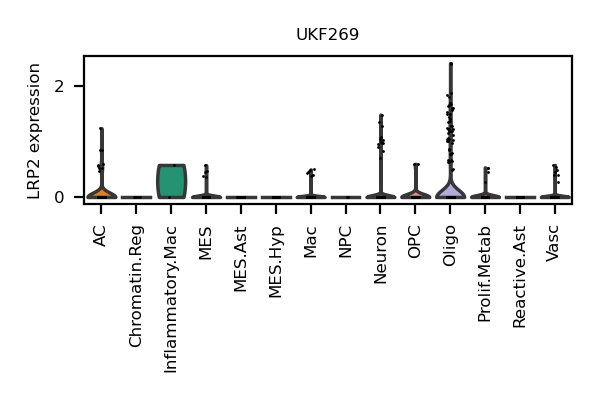 UKF269
LRP2 expression
2
0
AC
Chromatin.Reg
Inflammatory.Mac
MES
MES.Ast
MES.Hyp
Mac
NPC
Neuron
OPC
Oligo
Prolif.Metab
Reactive.Ast
Vasc